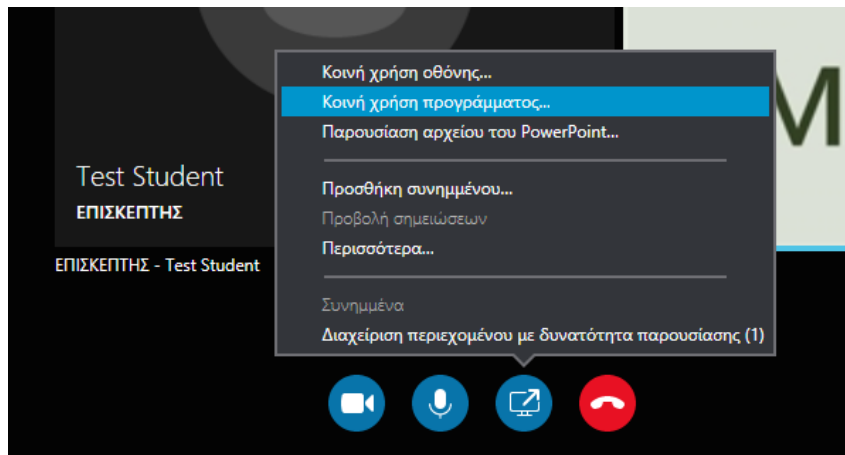 Κοινή χρήση οθόνης...
Κοινή χρήση προγράμματος...
Παρουσίαση αρχείου του PowerPoint...
M
Test Student
ΕΠΙΣΚΕΠΤΗΣ
Προσθήκη συνημμένου...
Προβολή σημειώσεων
Περισσότερα...
ΕΠΙΣΚΕΠΤΗΣ - Test Student
Συνημμένα
Διαχείριση περιεχομένου με δυνατότητα παρουσίασης (1)